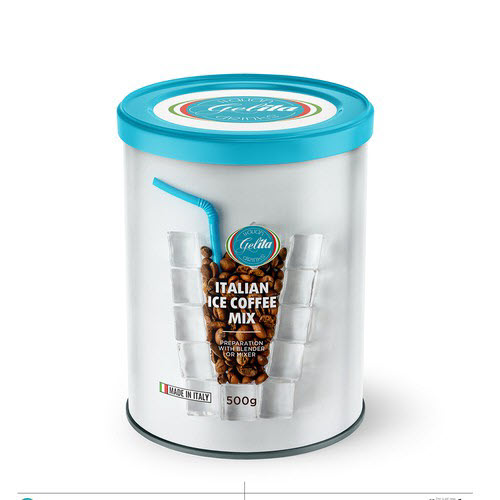 Gelita
Gelita
ITALIAN
ICE COFFEE
MIX
PREPARATION
WITH BLENDER
OR MIXER
MADE IN ITALY
500g